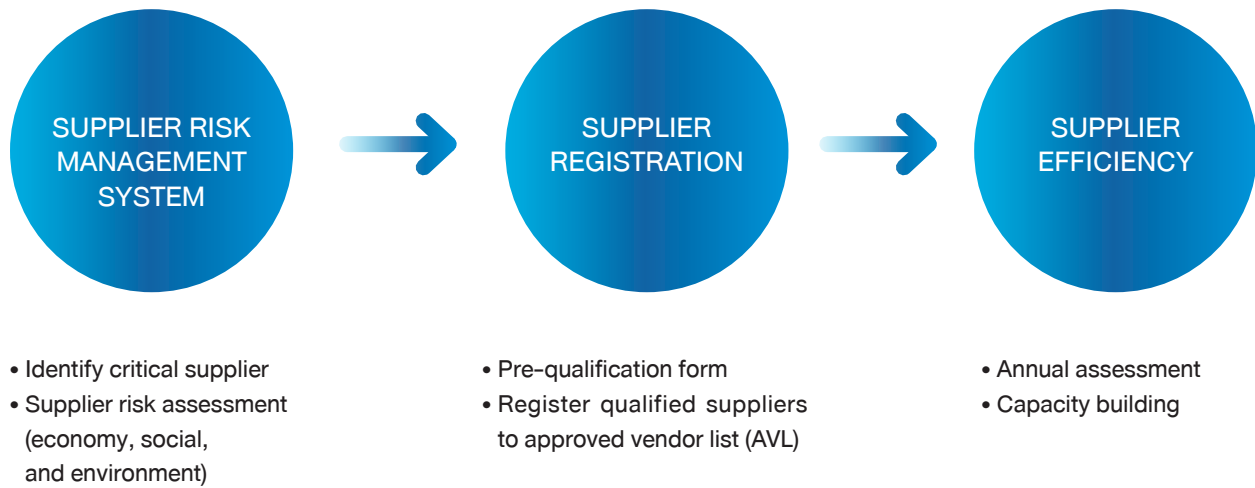 SUPPLIER RISK
MANAGEMENT
SYSTEM
• Identify critical supplier
• Supplier risk assessment
(economy, social,
and environment)
SUPPLIER
REGISTRATION
• Pre-qualification form
• Register qualified suppliers
to approved vendor list (AVL)
SUPPLIER
EFFICIENCY
• Annual assessment
• Capacity building